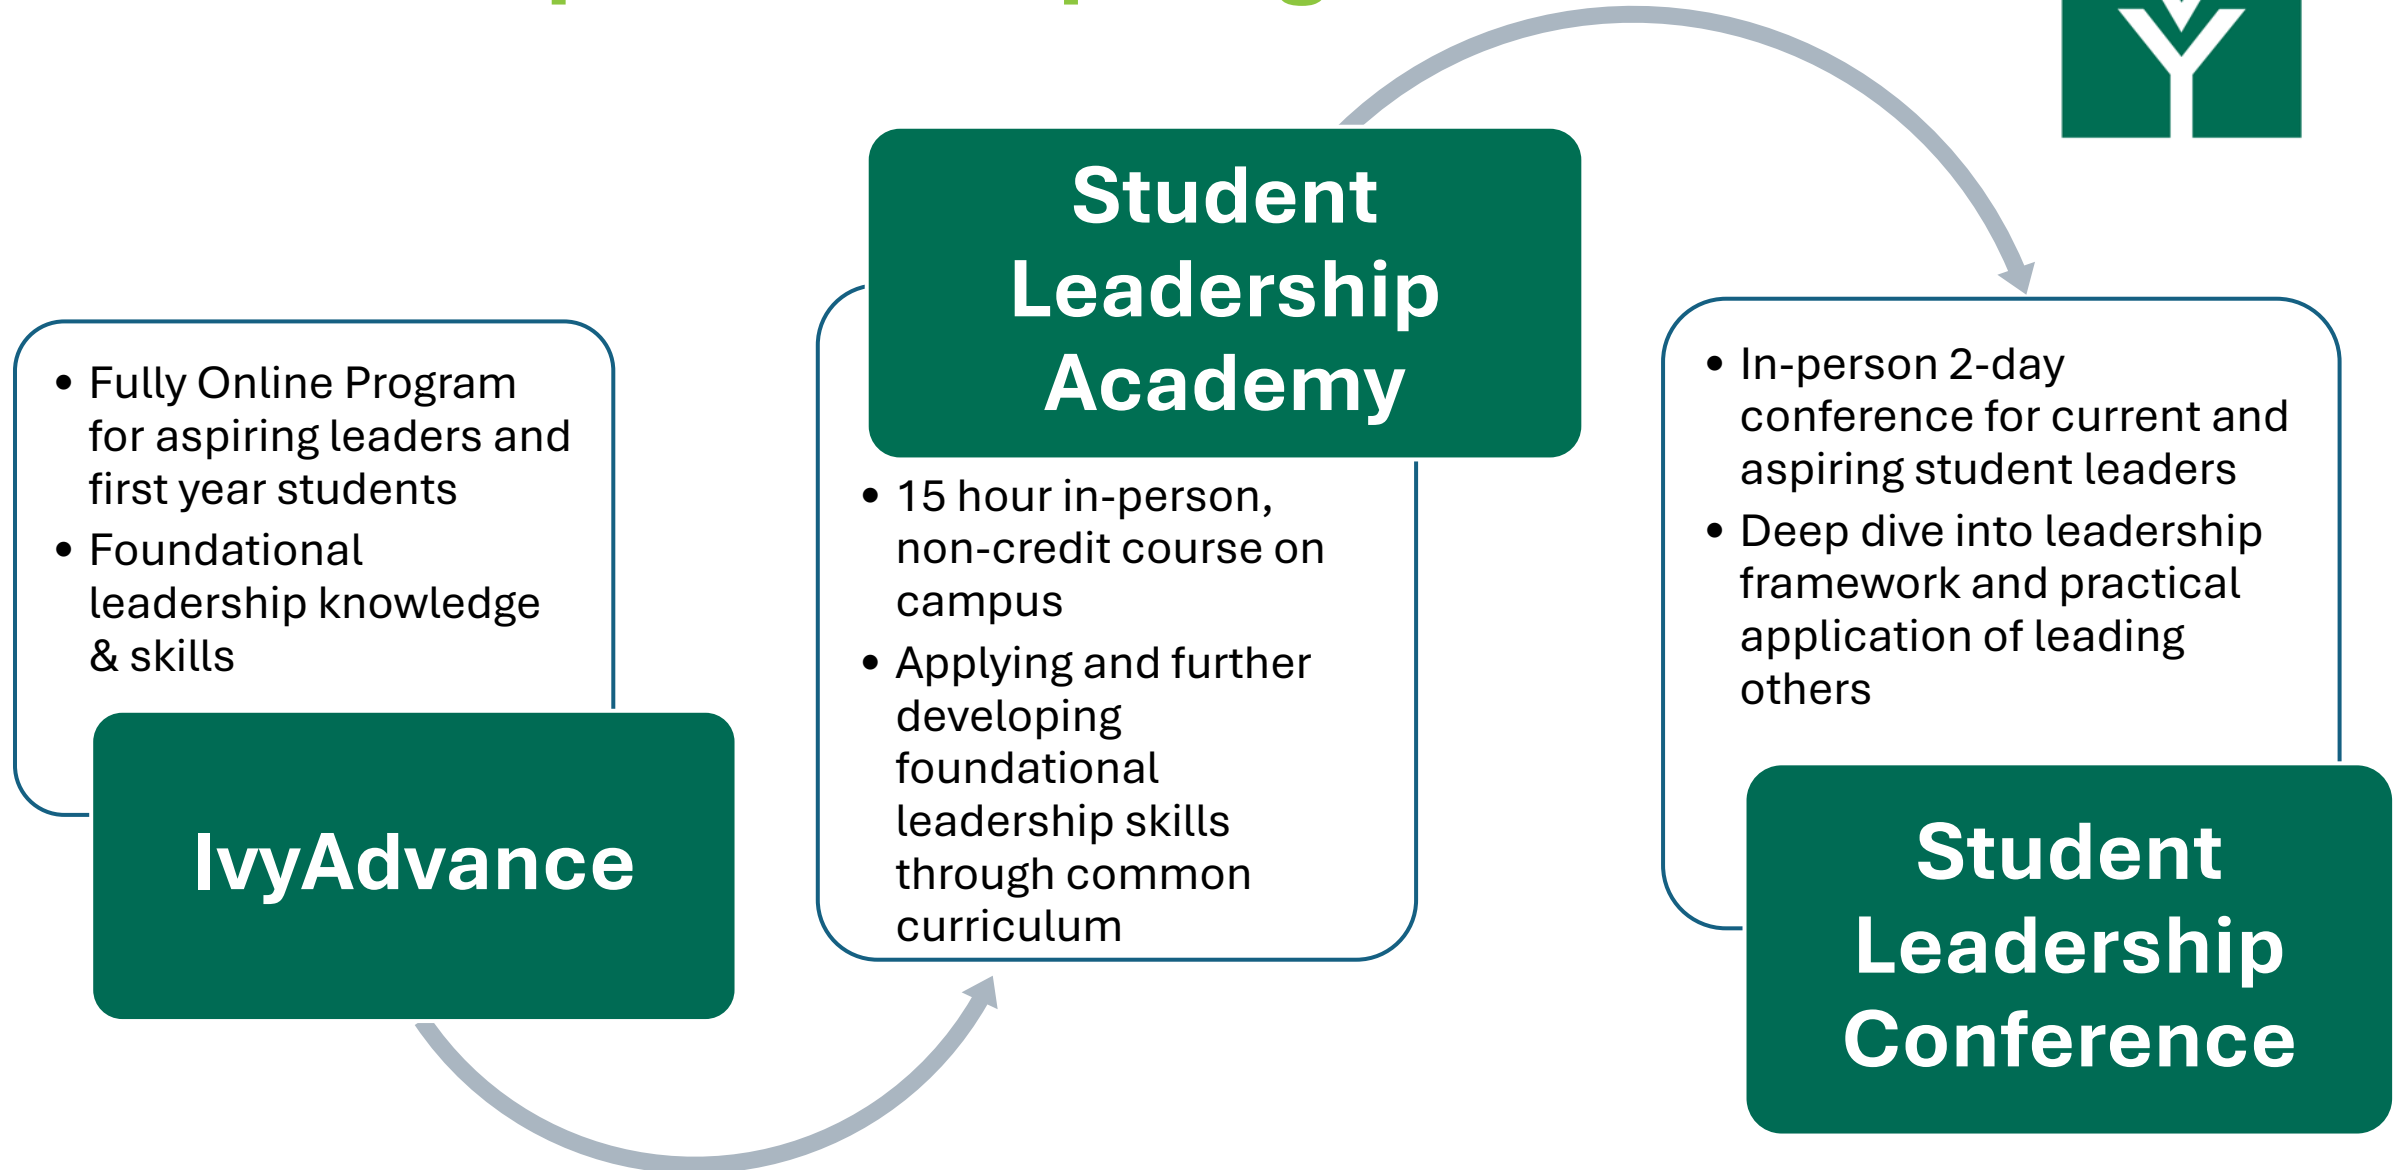 • Fully Online Program
for aspiring leaders and
first year students
• Foundational
leadership knowledge
& skills
IvyAdvance
Student
Leadership
Academy
• 15 hour in-person,
non-credit course on
campus
• Applying and further
developing
foundational
leadership skills
through common
curriculum
• In-person 2-day
conference for current and
aspiring student leaders
• Deep dive into leadership
framework and practical
application of leading
others
Student
Leadership
Conference